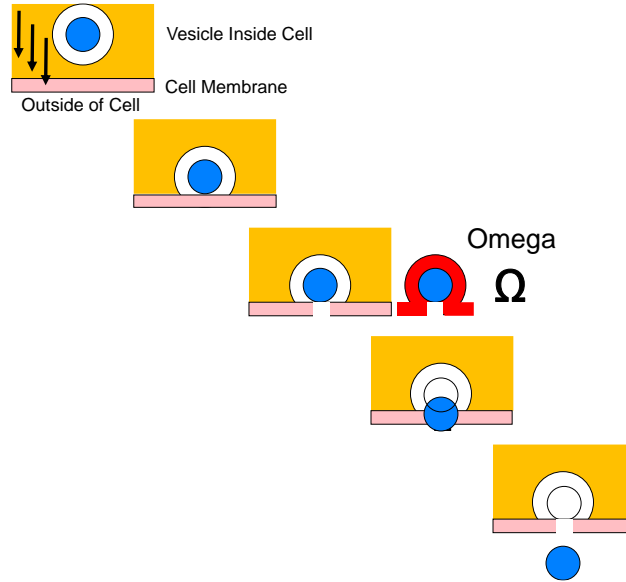 Vesicle Inside Cell
Cell Membrane
Outside of Cell
Omega
Ω